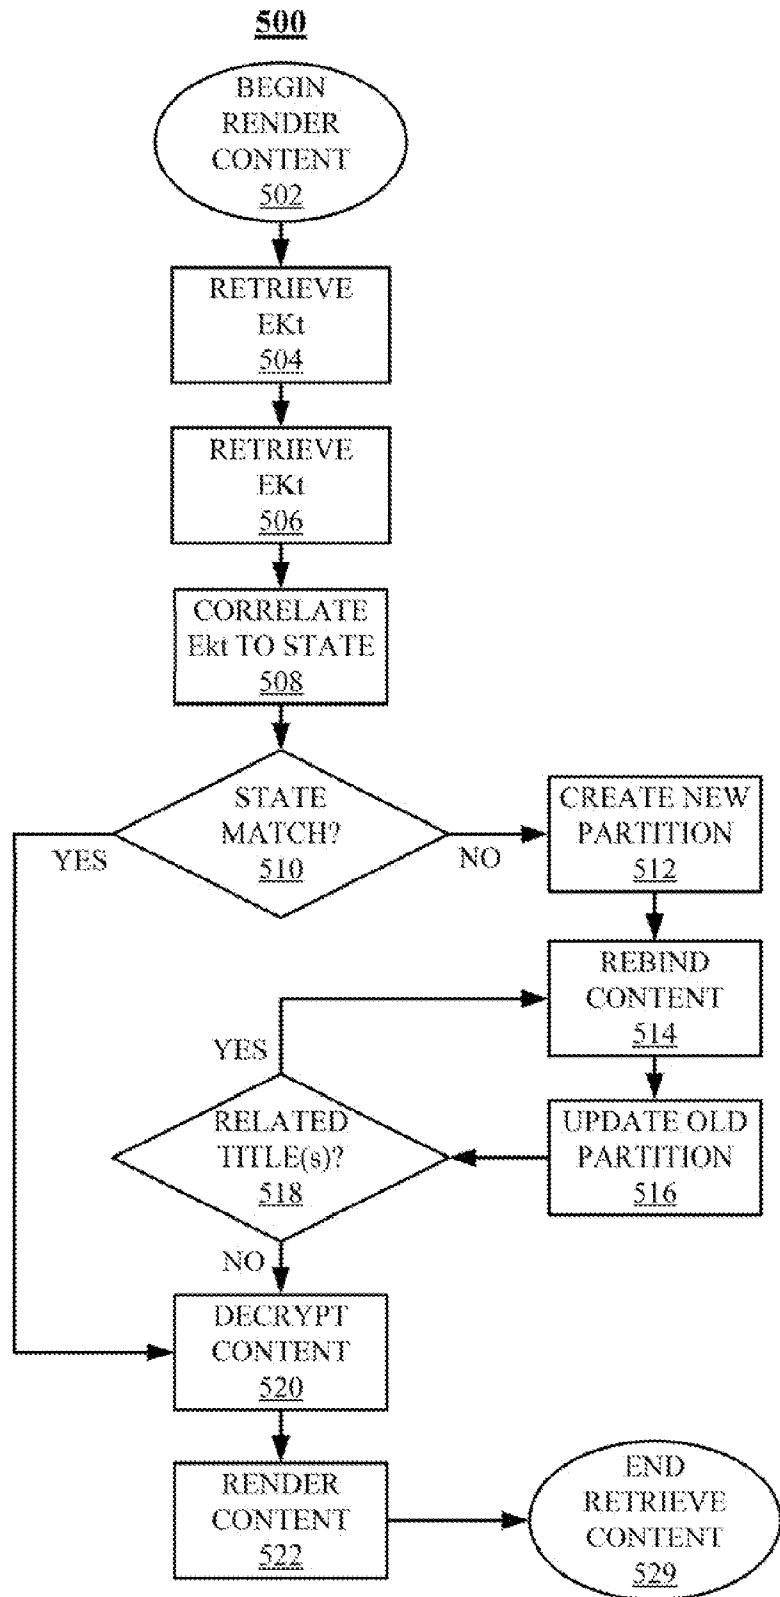 500
BEGIN
RENDER
CONTENT
502
RETRIEVE
EKt
504
RETRIEVE
EKt
506
CORRELATE
Ekt TO STATE
508
STATE
MATCH?
510
YES
NO
CREATE NEW
PARTITION
512
REBIND
CONTENT
514
UPDATE OLD
PARTITION
516
YES
RELATED
TITLE(s)?
518
NO
DECRYPT
CONTENT
520
RENDER
CONTENT
522
END
RETRIEVE
CONTENT
529